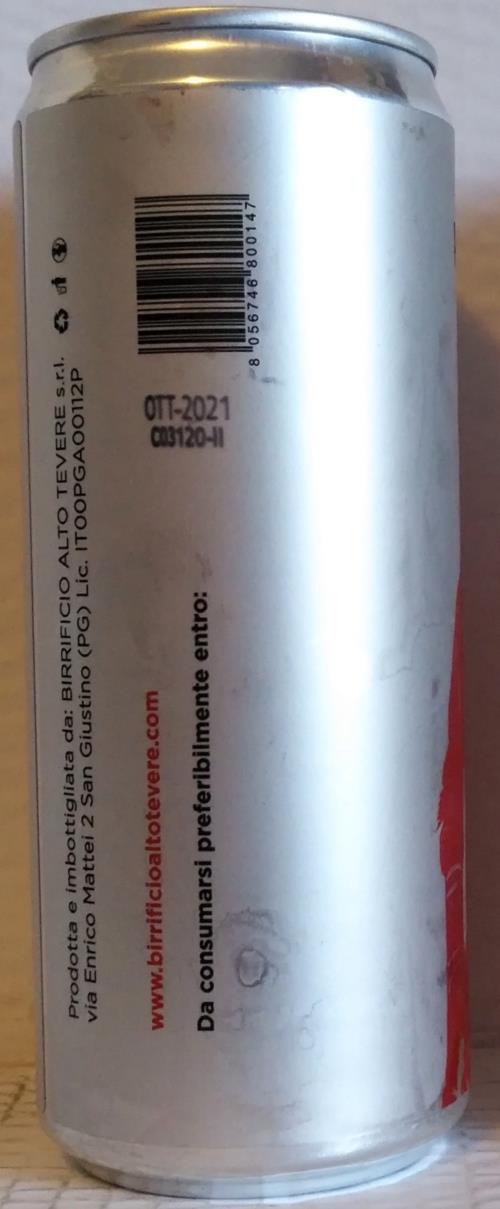 Prodotta e imbottigliata da: BIRRIFICIO ALTO TEVERE s.r.l.
via Enrico Mattei 2 San Giustino (PG) Lic. IT00PGA00112P
www.birrificioaltotevere.com
Da consumarsi preferibilmente entro:
OTT-2021
C03120-II
8 056746 800147